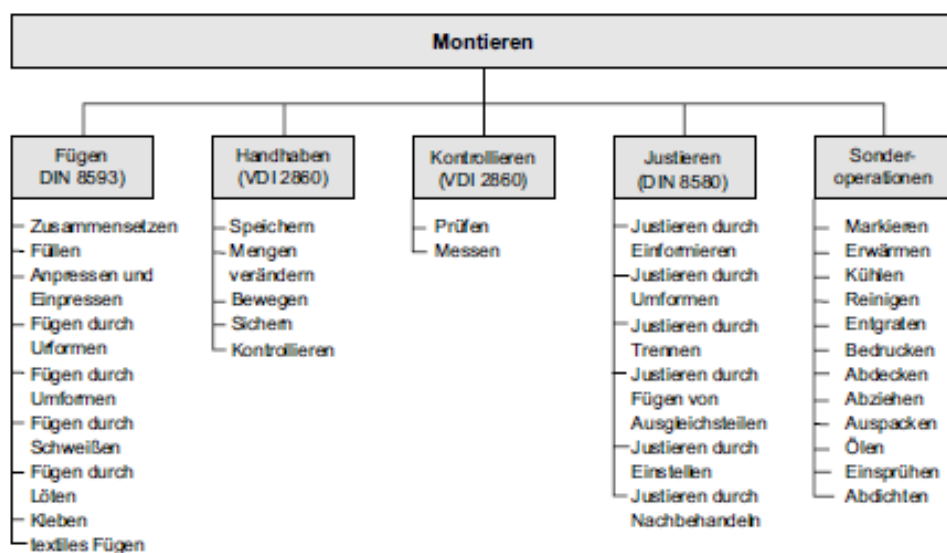 Montieren
Fügen
DIN 8593)
Zusammensetzen
Füllen
Anpressen und
Einpressen
Fügen durch
Urformen
Fügen durch
Umformen
Fügen durch
Schweißen
Fügen durch
Löten
Kleben
textiles Fügen
Handhaben
(VDI 2860)
Speichern
Mengen
verändern
Bewegen
Sichern
Kontrollieren
Kontrollieren
(VDI 2860)
Prüfen
Messen
Justieren
(DIN 8580)
Justieren durch
Einformieren
Justieren durch
Umformen
Justieren durch
Trennen
Justieren durch
Fügen von
Ausgleichsteilen
Justieren durch
Einstellen
Justieren durch
Nachbehandeln
Sonder-
operationen
Markieren
Erwärmen
Kühlen
Reinigen
Entgraten
Bedrucken
Abdecken
Abziehen
Auspacken
Ölen
Einsprühen
Abdichten